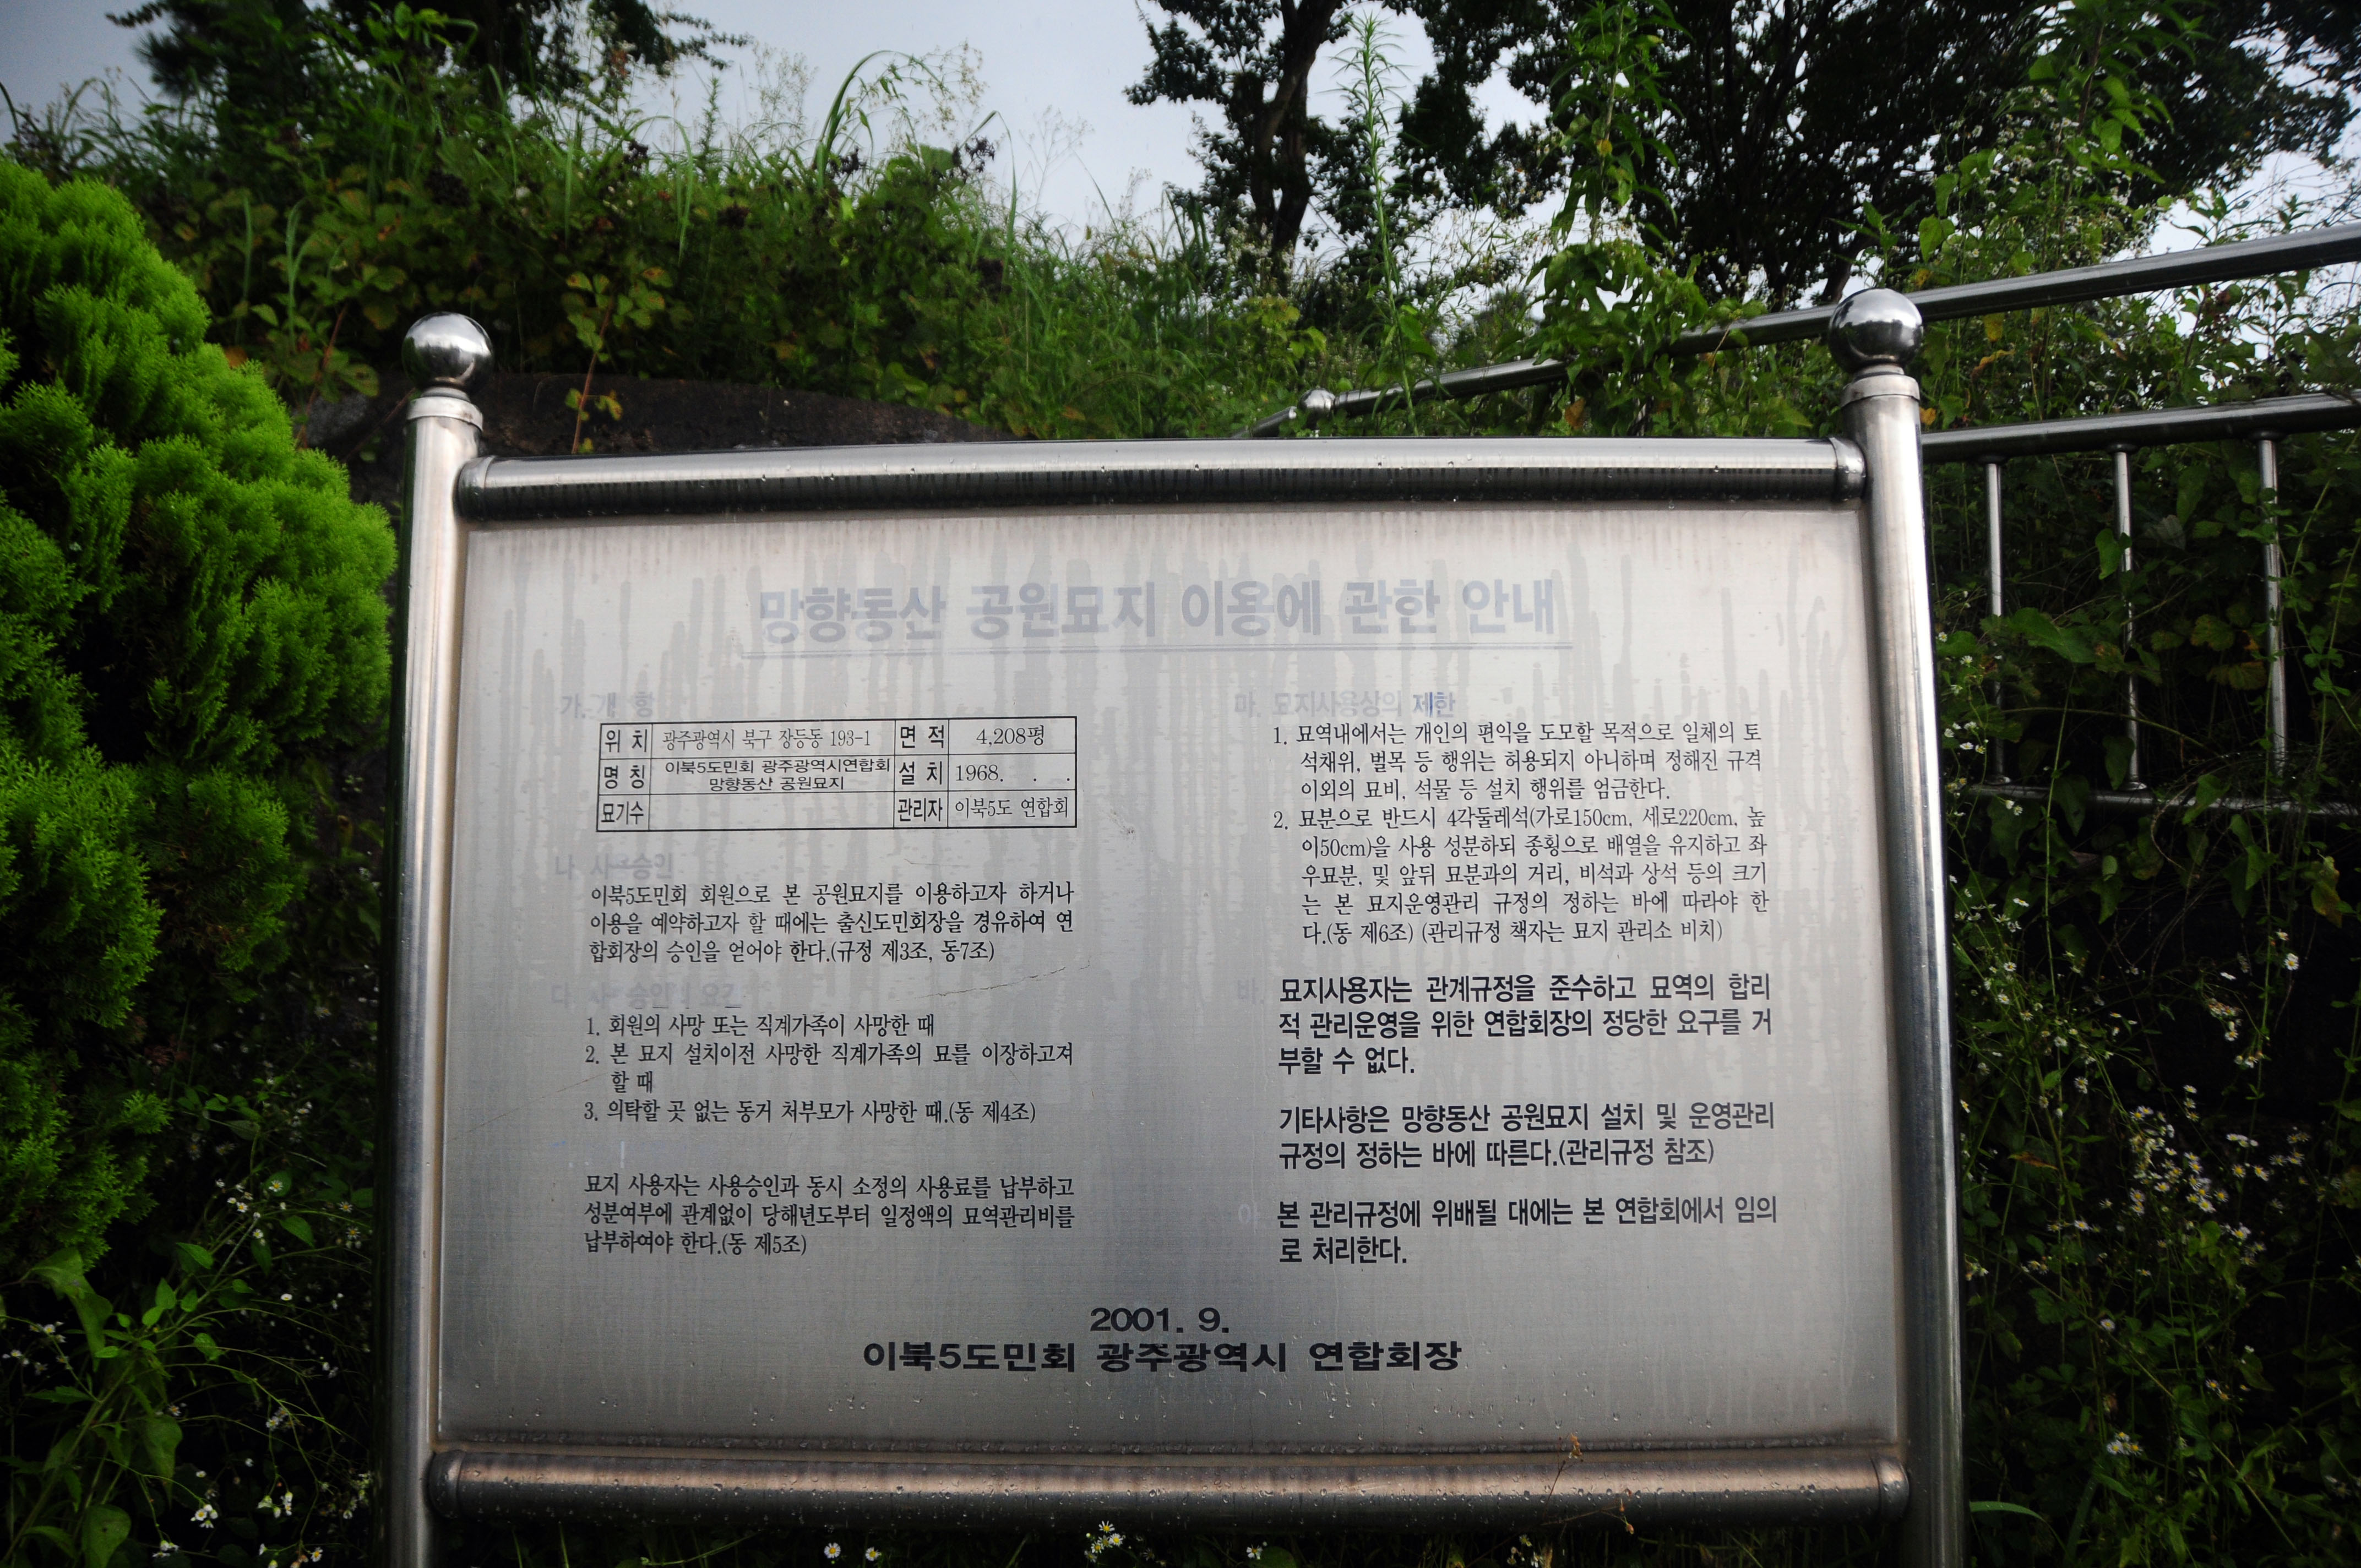 망향동산 공원묘지 이용에 관한 안내
가. 개 항
위 치 광주광역시 북구 장등동 193-1 면 적 4,208평
명 칭 이북5도민회 광주광역시연합회 망향동산 공원묘지 설 치 1968. . .
묘기수 관리자 이북5도 연합회
나. 사용승인
이북5도민회 회원으로 본 공원묘지를 이용하고자 하거나
이용을 예약하고자 할 때에는 출신도민회장을 경유하여 연
합회장의 승인을 얻어야 한다.(규정 제3조, 동7조)
다. 사용승인의 요건
1. 회원의 사망 또는 직계가족이 사망한 때
2. 본 묘지 설치이전 사망한 직계가족의 묘를 이장하고져
할 때
3. 의탁할 곳 없는 동거 처부모가 사망한 때.(동 제4조)
묘지 사용자는 사용승인과 동시 소정의 사용료를 납부하고
성분여부에 관계없이 당해년도부터 일정액의 묘역관리비를
납부하여야 한다.(동 제5조)
마. 묘지사용상의 제한
1. 묘역내에서는 개인의 편익을 도모할 목적으로 일체의 토
석채위, 벌목 등 행위는 허용되지 아니하며 정해진 규격
이외의 묘비, 석물 등 설치 행위를 엄금한다.
2. 묘분으로 반드시 4각둘레석(가로150cm, 세로220cm, 높
이50cm)을 사용 성분하되 종횡으로 배열을 유지하고 좌
우묘분, 및 앞뒤 묘분과의 거리, 비석과 상석 등의 크기
는 본 묘지운영관리 규정의 정하는 바에 따라야 한
다.(동 제6조) (관리규정 책자는 묘지 관리소 비치)
바. 묘지사용자는 관계규정을 준수하고 묘역의 합리
적 관리운영을 위한 연합회장의 정당한 요구를 거
부할 수 없다.
기타사항은 망향동산 공원묘지 설치 및 운영관리
규정의 정하는 바에 따른다.(관리규정 참조)
아. 본 관리규정에 위배될 대에는 본 연합회에서 임의
로 처리한다.
2001. 9.
이북5도민회 광주광역시 연합회장